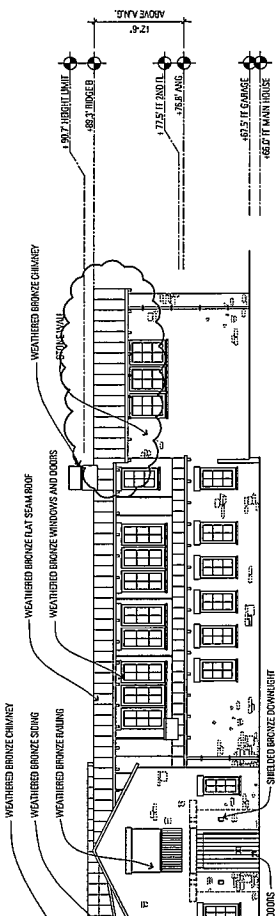 12'-6"
ABOVE A.N.G.
+90.7' HEIGHT LIMIT
+89.3' RIDGE B
+77.5' FF 2ND FL
+76.8' ANG
+67.5' FF GARAGE
+66.0' FF MAIN HOUSE
WEATHERED BRONZE CHIMNEY
STONE WALL
WEATHERED BRONZE FLAT SEAM ROOF
WEATHERED BRONZE WINDOWS AND DOORS
WEATHERED BRONZE CHIMNEY
WEATHERED BRONZE SIDING
WEATHERED BRONZE RAILING
SHIELDED BRONZE DOWNLIGHT
DOORS